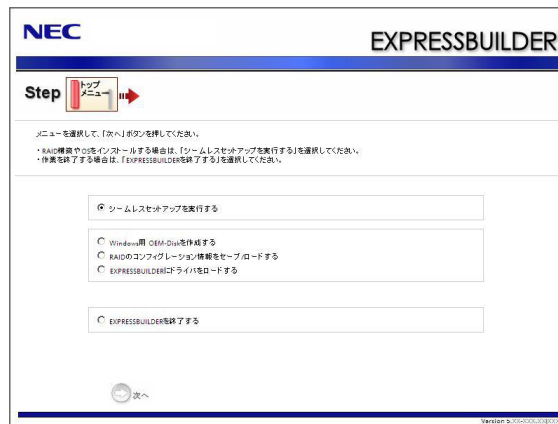 NEC
EXPRESSBUILDER
Step
トップ
メニュー
メニューを選択して、「次へ」ボタンを押してください。
・RAID構築やOSをインストールする場合は、「シームレスセットアップを実行する」を選択してください。
・作業を終了する場合は、「EXPRESSBUILDERを終了する」を選択してください。
シームレスセットアップを実行する
Windows用 OEM-Diskを作成する
RAIDのコンフィグレーション情報をセーブ/ロードする
EXPRESSBUILDERにドライバをロードする
EXPRESSBUILDERを終了する
次へ
Version 5.